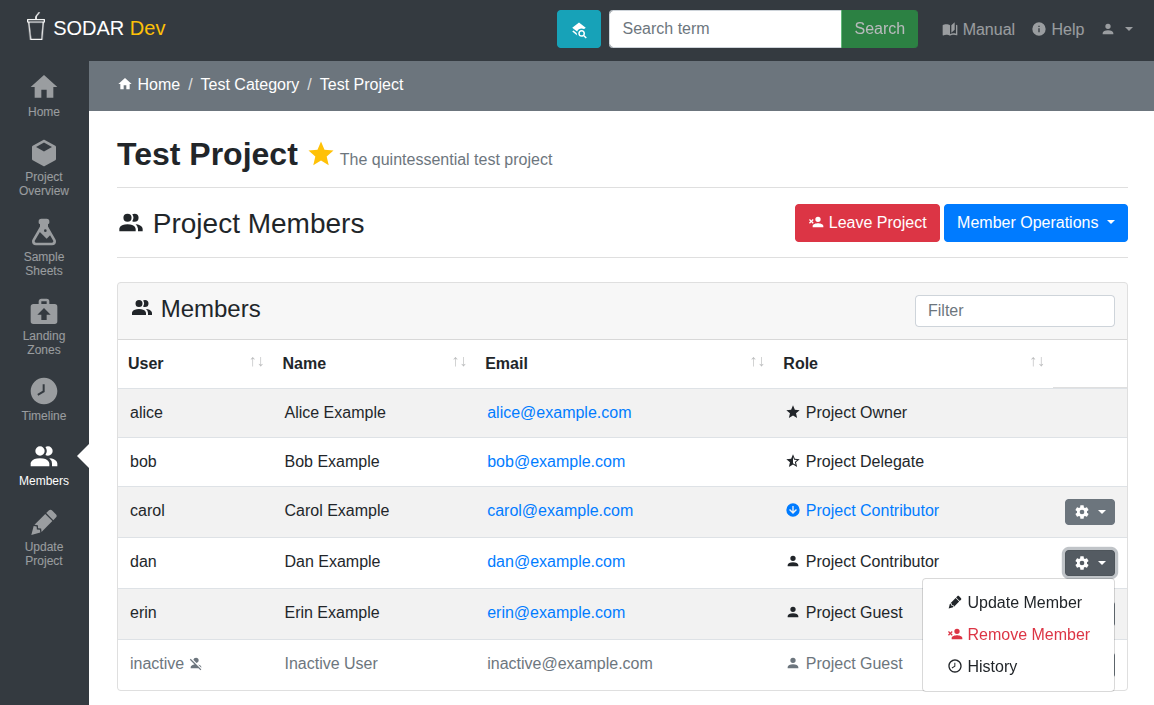 SODAR Dev
Search term
Search
Manual
Help
Home / Test Category / Test Project
Home
Project
Overview
Sample
Sheets
Landing
Zones
Timeline
Members
Update
Project
Test Project The quintessential test project
Project Members
Leave Project
Member Operations
Members
Filter
User Name Email Role
alice Alice Example alice@example.com Project Owner
bob Bob Example bob@example.com Project Delegate
carol Carol Example carol@example.com Project Contributor
dan Dan Example dan@example.com Project Contributor
erin Erin Example erin@example.com Project Guest
inactive Inactive User inactive@example.com Project Guest
Update Member
Remove Member
History